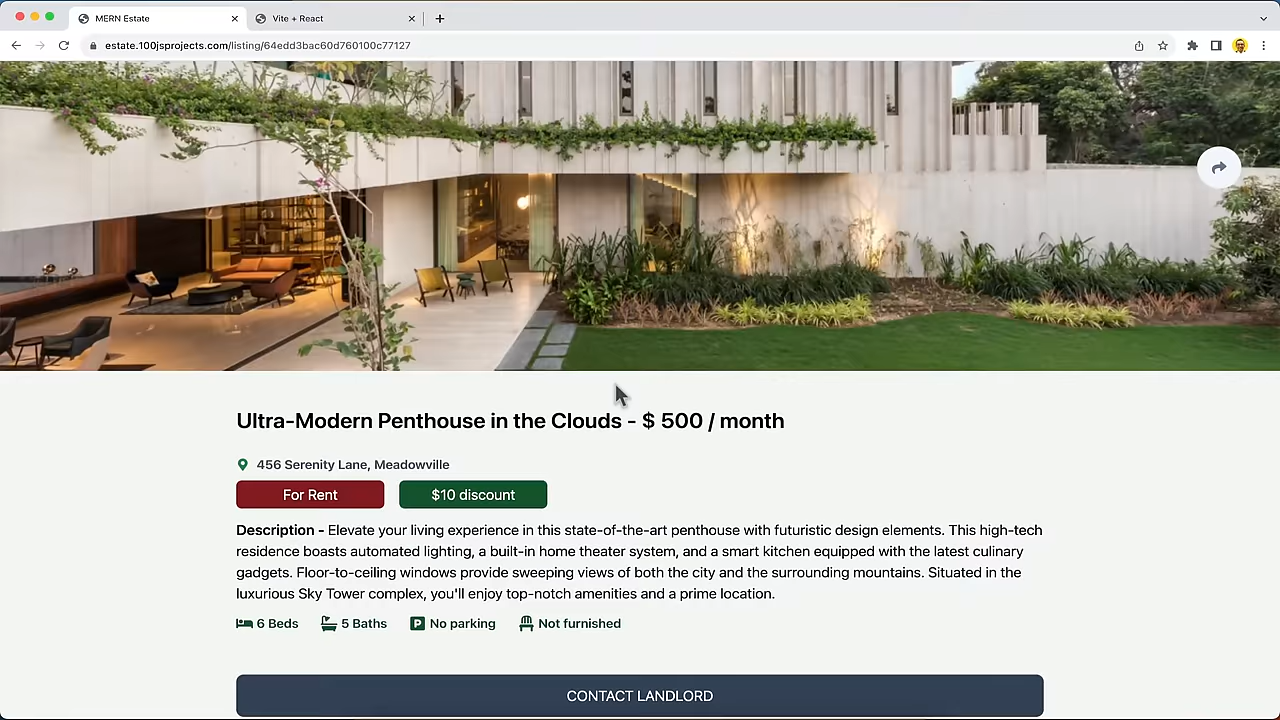 MERN Estate
Vite + React
estate.100jsprojects.com/listing/64edd3bac60d760100c77127
Ultra-Modern Penthouse in the Clouds - $ 500 / month
456 Serenity Lane, Meadowville
For Rent
$10 discount
Description - Elevate your living experience in this state-of-the-art penthouse with futuristic design elements. This high-tech
residence boasts automated lighting, a built-in home theater system, and a smart kitchen equipped with the latest culinary
gadgets. Floor-to-ceiling windows provide sweeping views of both the city and the surrounding mountains. Situated in the
luxurious Sky Tower complex, you'll enjoy top-notch amenities and a prime location.
6 Beds
5 Baths
No parking
Not furnished
CONTACT LANDLORD